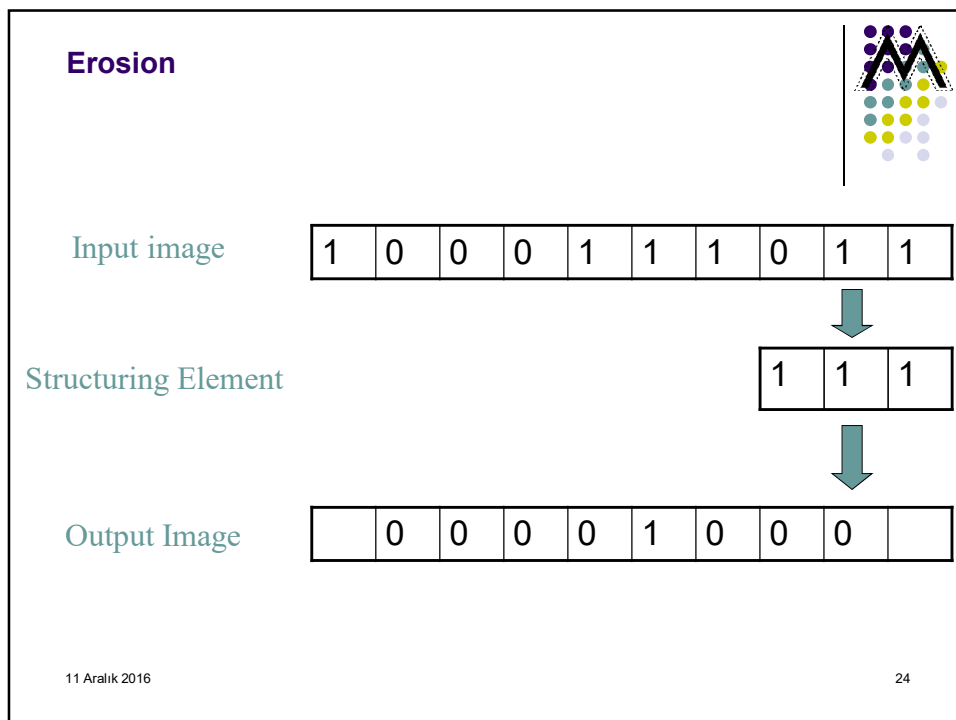 Erosion
Input image 1 0 0 0 1 1 1 0 1 1
Structuring Element 1 1 1
Output Image 0 0 0 0 1 0 0 0
11 Aralık 2016 24